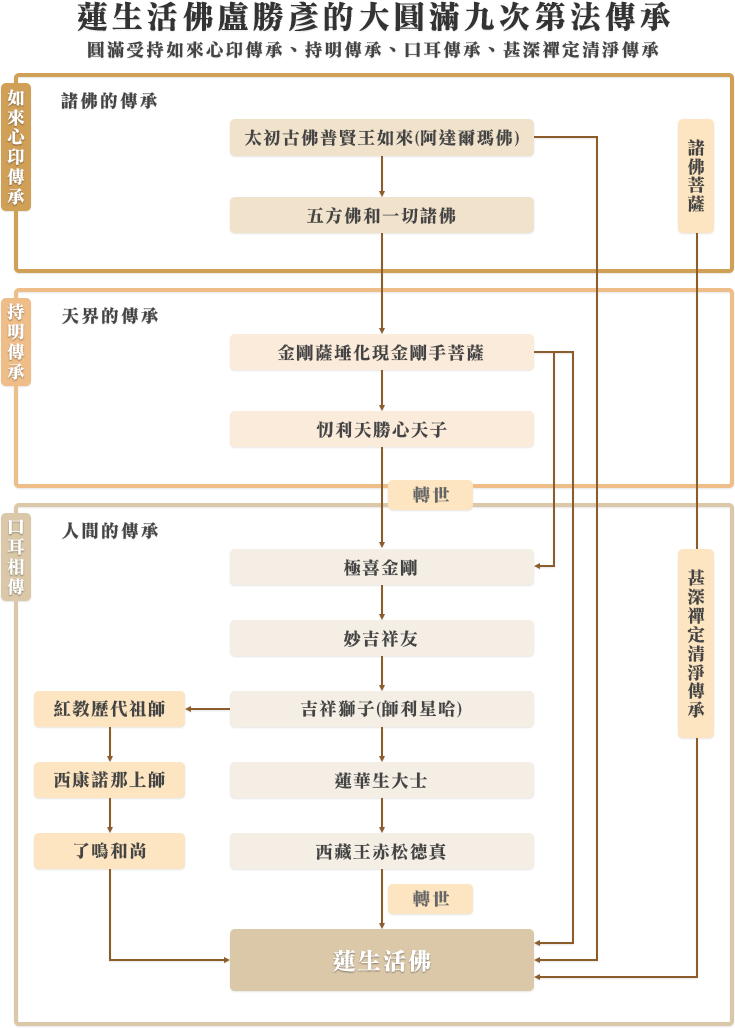 蓮生活佛盧勝彥的大圓滿九次第法傳承
圓滿受持如來心印傳承、持明傳承、口耳傳承、甚深禪定清淨傳承
如來心印傳承
諸佛的傳承
太初古佛普賢王如來(阿達爾瑪佛)
五方佛和一切諸佛
諸佛菩薩
持明傳承
天界的傳承
金剛薩埵化現金剛手菩薩
忉利天勝心天子
轉世
口耳相傳
人間的傳承
極喜金剛
妙吉祥友
吉祥獅子(師利星哈)
蓮華生大士
西藏王赤松德真
轉世
紅教歷代祖師
西康諾那上師
了鳴和尚
甚深禪定清淨傳承
蓮生活佛